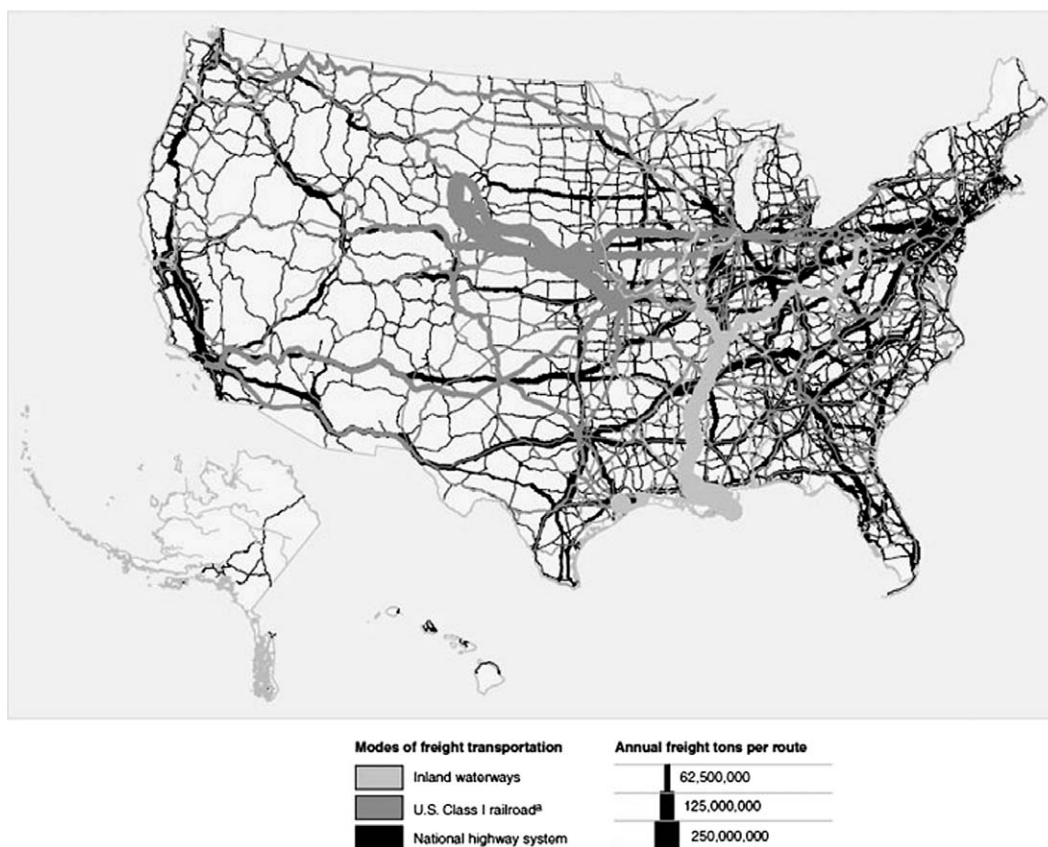 Modes of freight transportation
Inland waterways
U.S. Class I railroadª
National highway system
Annual freight tons per route
62,500,000
125,000,000
250,000,000